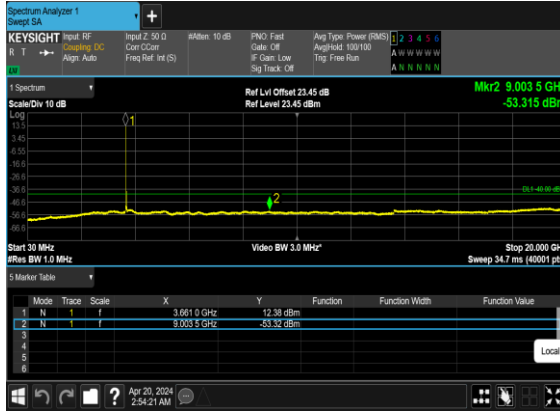 Spectrum Analyzer 1
Swept SA
+
KEYSIGHT
R T
Input: RF
Coupling: DC
Align: Auto
Input Z: 50 Ω
Corr CCorr
Freq Ref: Int (S)
#Atten: 10 dB
PNO: Fast
Gate: Off
IF Gain: Low
Sig Track: Off
Avg Type: Power (RMS)
Avg|Hold: 100/100
Trig: Free Run
1 2 3 4 5 6
A W W W W W
A N N N N N
1 Spectrum
Scale/Div 10 dB
Ref Lvl Offset 23.45 dB
Ref Level 23.45 dBm
Mkr2 9.003 5 GH
-53.315 dB
Log
13.5
3.45
-6.55
-16.6
-26.6
-36.6
-46.6
-56.6
-66.6
1
2
DL1 -40.00 dB
Start 30 MHz
#Res BW 1.0 MHz
Video BW 3.0 MHz*
Stop 20.000 GH
Sweep 34.7 ms (40001 pt
5 Marker Table
Mode Trace Scale X Y Function Function Width Function Value
1 N 1 f 3.661 0 GHz 12.38 dBm
2 N 1 f 9.003 5 GHz -53.32 dBm
3
4
5
6
Local
?
Apr 20, 2024
2:54:21 AM